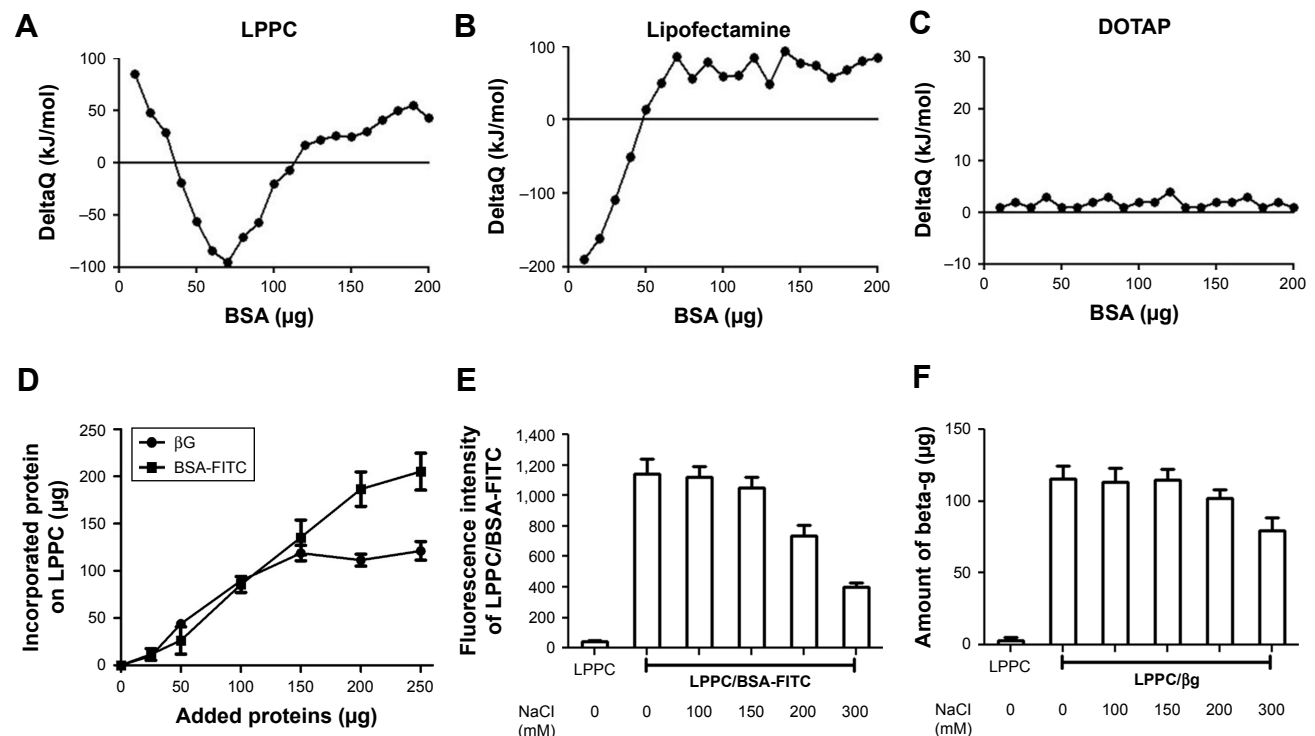 A
LPPC
DeltaQ (kJ/mol)
100
50
0
–50
–100
0
50
100
150
200
BSA (µg)
B
Lipofectamine
DeltaQ (kJ/mol)
100
0
–100
–200
0
50
100
150
200
BSA (µg)
C
DOTAP
DeltaQ (kJ/mol)
30
20
10
0
–10
0
50
100
150
200
BSA (µg)
D
Incorporated protein
on LPPC (µg)
250
200
150
100
50
0
βG
BSA-FITC
0
50
100
150
200
250
Added proteins (µg)
E
Fluorescence intensity
of LPPC/BSA-FITC
1,400
1,200
1,000
800
600
400
200
0
LPPC
LPPC/BSA-FITC
NaCl
(mM)
0
0
100
150
200
300
F
Amount of beta-g (µg)
150
100
50
0
LPPC
LPPC/βg
NaCl
(mM)
0
0
100
150
200
300